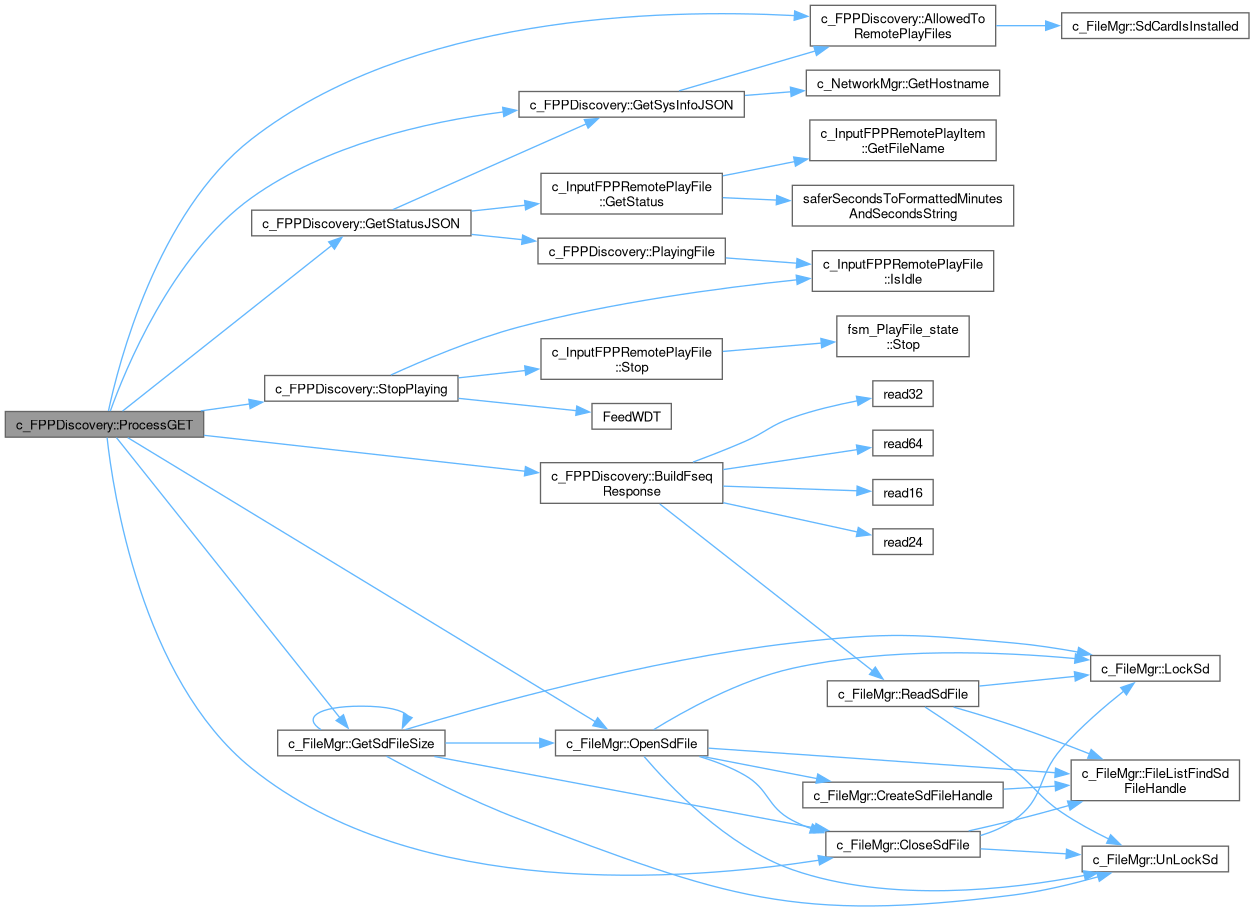 c_FPPDiscovery::AllowedTo
RemotePlayFiles
c_FileMgr::SdCardIsInstalled
c_NetworkMgr::GetHostname
c_FPPDiscovery::GetSysInfoJSON
c_InputFPPRemotePlayItem
::GetFileName
c_InputFPPRemotePlayFile
::GetStatus
saferSecondsToFormattedMinutes
AndSecondsString
c_FPPDiscovery::GetStatusJSON
c_FPPDiscovery::PlayingFile
c_InputFPPRemotePlayFile
::IsIdle
fsm_PlayFile_state
::Stop
c_InputFPPRemotePlayFile
::Stop
c_FPPDiscovery::StopPlaying
FeedWDT
c_FPPDiscovery::ProcessGET
read32
read64
c_FPPDiscovery::BuildFseq
Response
read16
read24
c_FileMgr::LockSd
c_FileMgr::ReadSdFile
c_FileMgr::GetSdFileSize
c_FileMgr::OpenSdFile
c_FileMgr::FileListFindSd
FileHandle
c_FileMgr::CreateSdFileHandle
c_FileMgr::CloseSdFile
c_FileMgr::UnLockSd